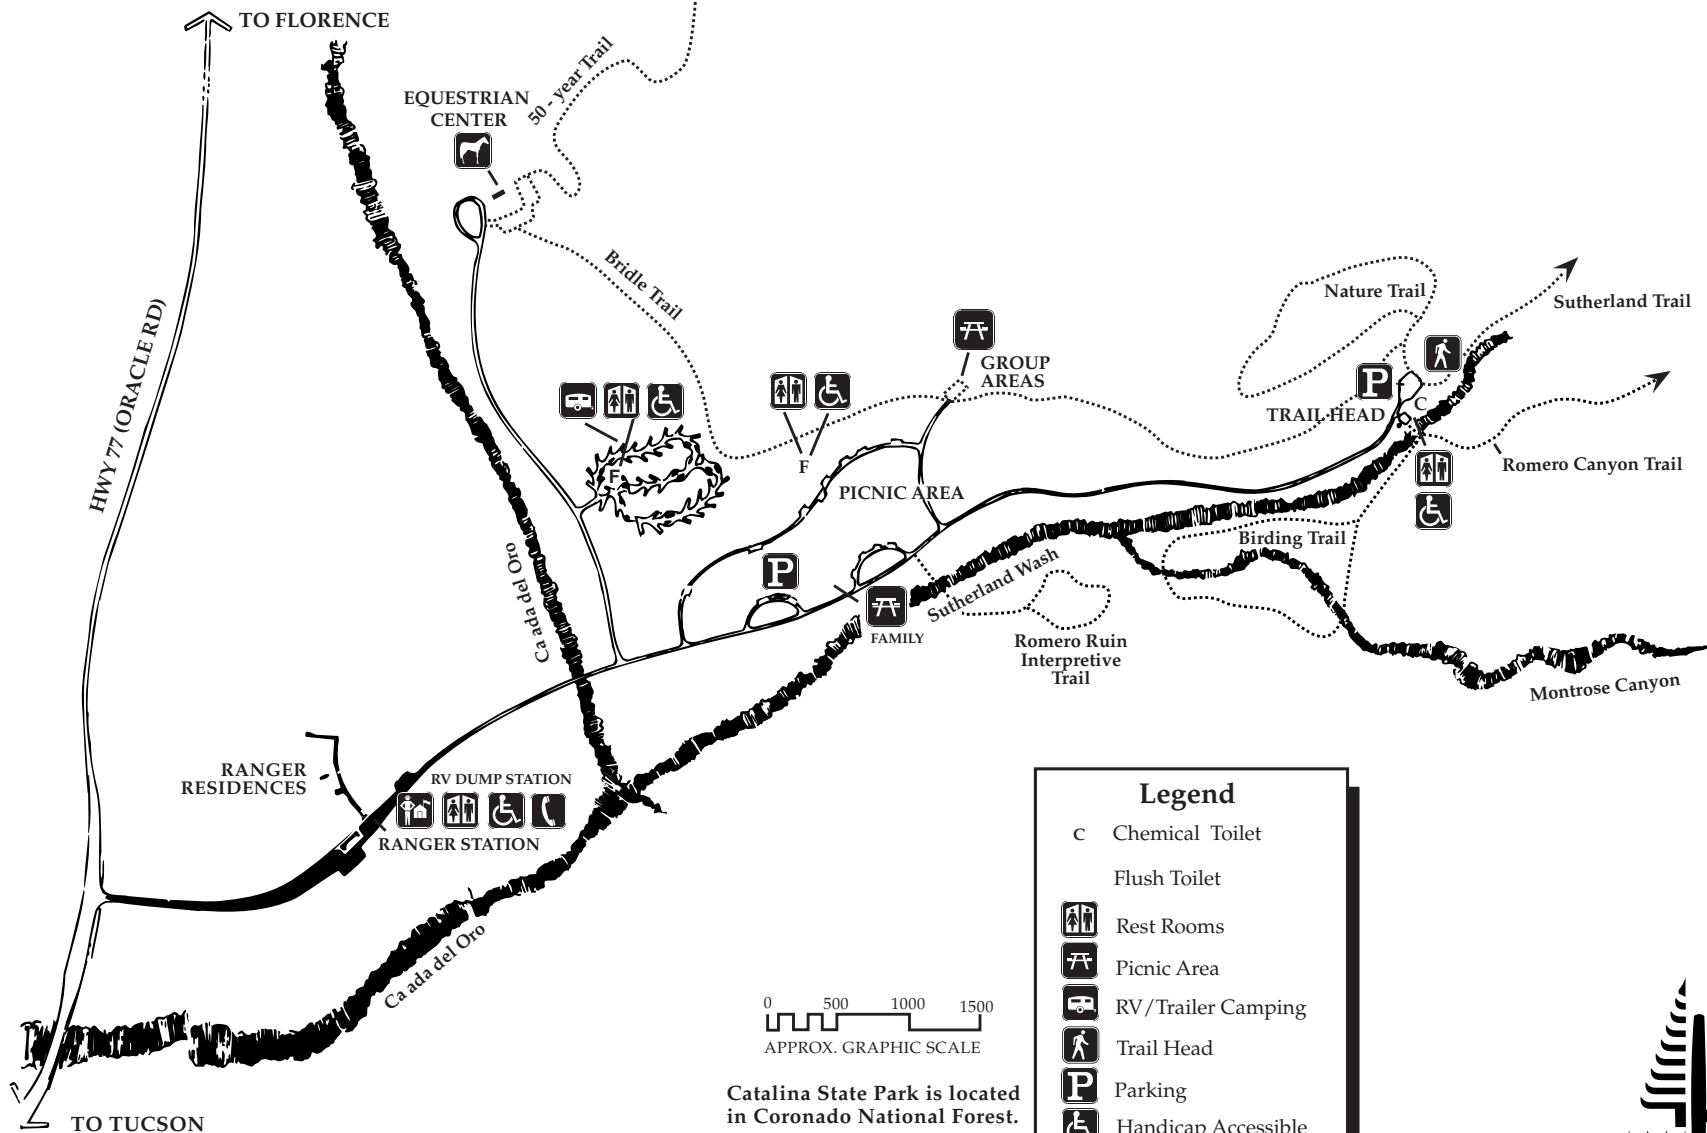 TO FLORENCE
50 - year Trail
EQUESTRIAN
CENTER
Bridle Trail
HWY 77 (ORACLE RD)
Nature Trail
Sutherland Trail
GROUP
AREAS
P
TRAIL HEAD
C
Romero Canyon Trail
F
F
PICNIC AREA
Birding Trail
Ca ada del Oro
P
Sutherland Wash
FAMILY
Romero Ruin
Interpretive
Trail
Montrose Canyon
RANGER
RESIDENCES
RV DUMP STATION
RANGER STATION
Ca ada del Oro
0 500 1000 1500
APPROX. GRAPHIC SCALE
Catalina State Park is located
in Coronado National Forest.
TO TUCSON
Legend
C Chemical Toilet
Flush Toilet
Rest Rooms
Picnic Area
RV/Trailer Camping
Trail Head
P Parking
Handicap Accessible